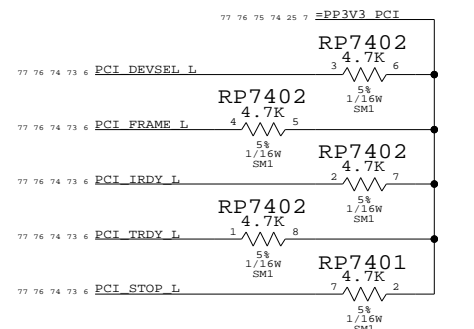 77 76 75 74 25 7 =PP3V3_PCI
RP7402
4.7K
77 76 74 73 6 PCI_DEVSEL_L 3 6
5%
1/16W
SM1
RP7402
4.7K
77 76 74 73 6 PCI_FRAME_L 4 5
5%
1/16W
SM1
RP7402
4.7K
77 76 74 73 6 PCI_IRDY_L 2 7
5%
1/16W
SM1
RP7402
4.7K
77 76 74 73 6 PCI_TRDY_L 1 8
5%
1/16W
SM1
RP7401
4.7K
77 76 74 73 6 PCI_STOP_L 7 2
5%
1/16W
SM1